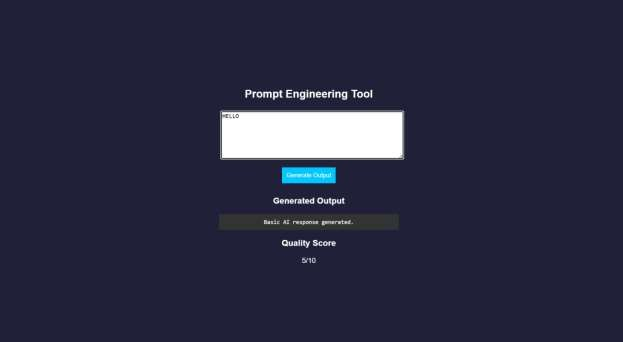 Prompt Engineering Tool
HELLO
Generate Output
Generated Output
Basic AI response generated.
Quality Score
5/10